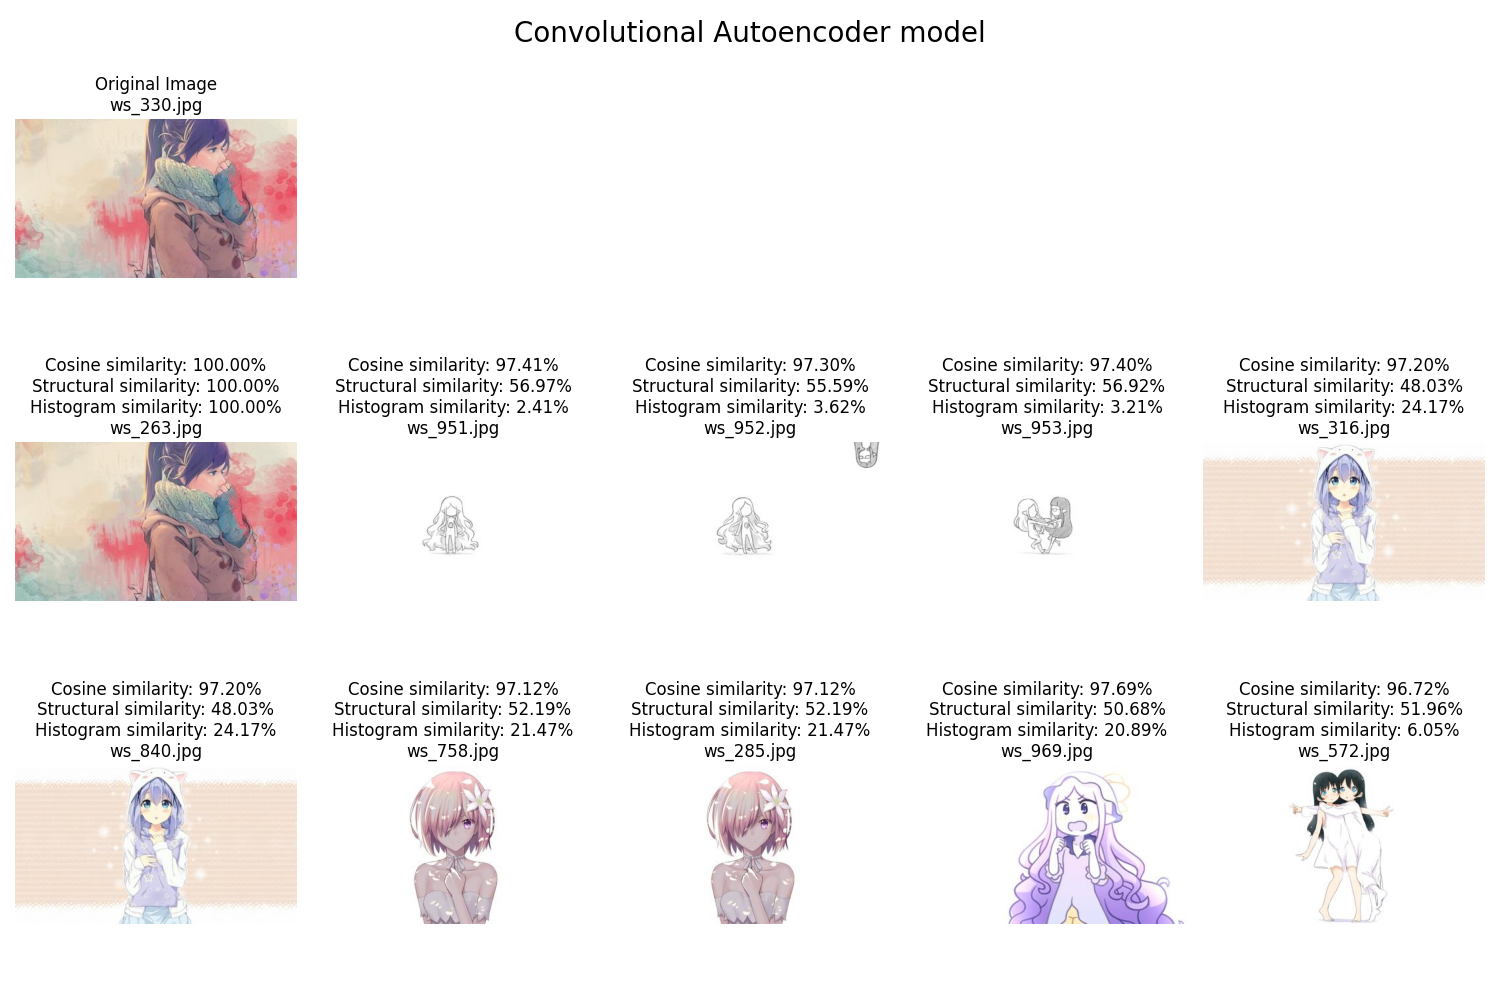 Convolutional Autoencoder model
Original Image
ws_330.jpg
Cosine similarity: 100.00%
Structural similarity: 100.00%
Histogram similarity: 100.00%
ws_263.jpg
Cosine similarity: 97.41%
Structural similarity: 56.97%
Histogram similarity: 2.41%
ws_951.jpg
Cosine similarity: 97.30%
Structural similarity: 55.59%
Histogram similarity: 3.62%
ws_952.jpg
Cosine similarity: 97.40%
Structural similarity: 56.92%
Histogram similarity: 3.21%
ws_953.jpg
Cosine similarity: 97.20%
Structural similarity: 48.03%
Histogram similarity: 24.17%
ws_316.jpg
Cosine similarity: 97.20%
Structural similarity: 48.03%
Histogram similarity: 24.17%
ws_840.jpg
Cosine similarity: 97.12%
Structural similarity: 52.19%
Histogram similarity: 21.47%
ws_758.jpg
Cosine similarity: 97.12%
Structural similarity: 52.19%
Histogram similarity: 21.47%
ws_285.jpg
Cosine similarity: 97.69%
Structural similarity: 50.68%
Histogram similarity: 20.89%
ws_969.jpg
Cosine similarity: 96.72%
Structural similarity: 51.96%
Histogram similarity: 6.05%
ws_572.jpg